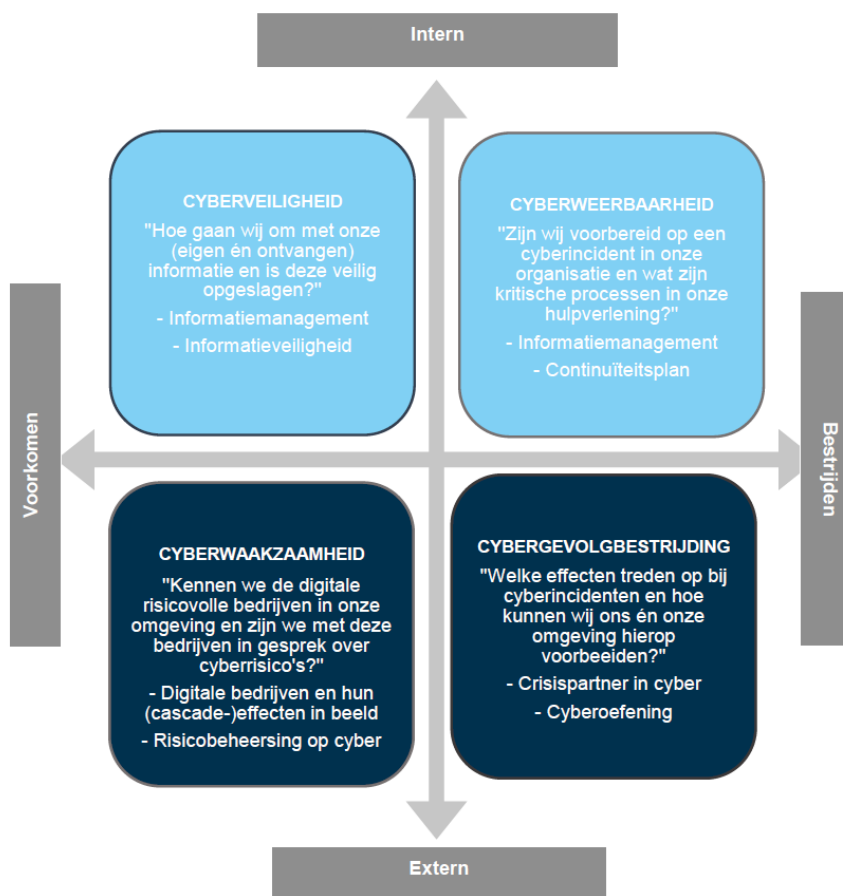 Intern
CYBERVEILIGHEID
"Hoe gaan wij om met onze
(eigen én ontvangen)
informatie en is deze veilig
opgeslagen?"
- Informatiemanagement
- Informatieveiligheid
CYBERWEERBAARHEID
"Zijn wij voorbereid op een
cyberincident in onze
organisatie en wat zijn
kritische processen in onze
hulpverlening?"
- Informatiemanagement
- Continuïteitsplan
Voorkomen
Bestrijden
CYBERWAAKZAAMHEID
"Kennen we de digitale
risicovolle bedrijven in onze
omgeving en zijn we met deze
bedrijven in gesprek over
cyberrisico's?"
- Digitale bedrijven en hun
(cascade-)effecten in beeld
- Risicobeheersing op cyber
CYBERGEVOLGBESTRIJDING
"Welke effecten treden op bij
cyberincidenten en hoe
kunnen wij ons én onze
omgeving hierop
voorbeeiden?"
- Crisispartner in cyber
- Cyberoefening
Extern